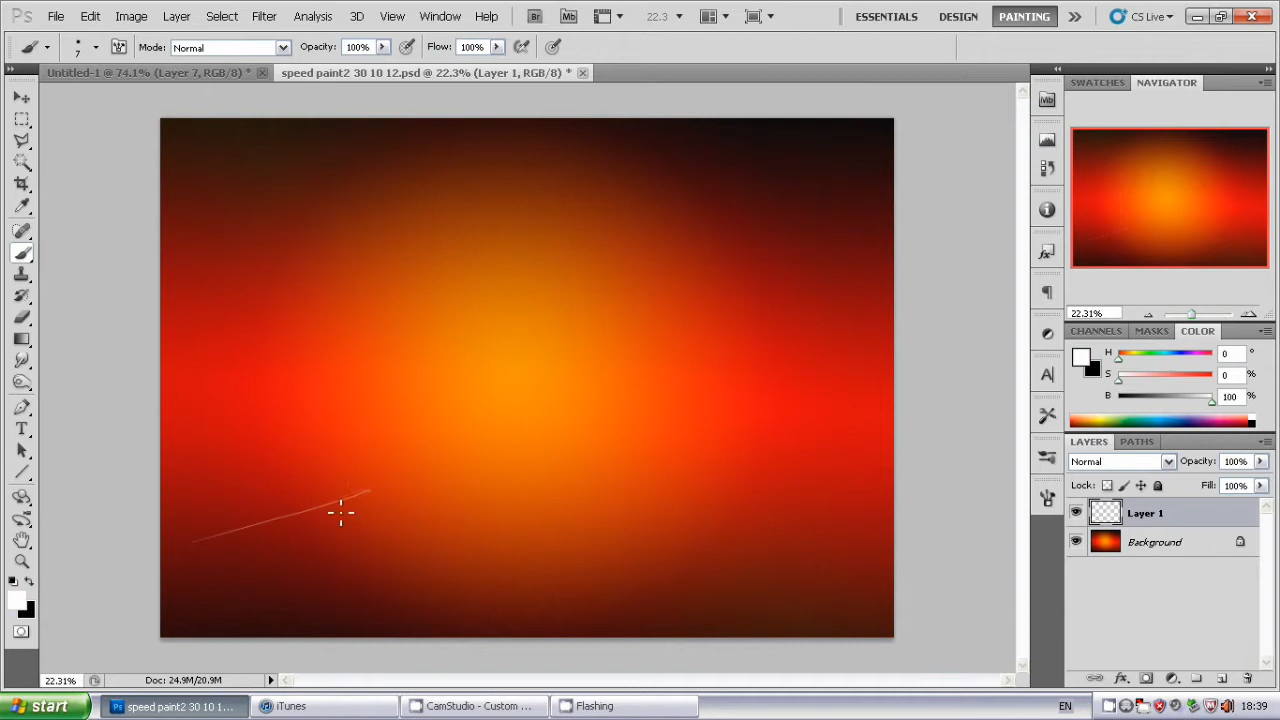 Ps File Edit Image Layer Select Filter Analysis 3D View Window Help Br Mb 22.3 ESSENTIALS DESIGN PAINTING CS Live
7 Mode: Normal Opacity: 100% Flow: 100%
Untitled-1 @ 74.1% (Layer 7, RGB/8) * speed paint2 30 10 12.psd @ 22.3% (Layer 1, RGB/8) *
SWATCHES NAVIGATOR
22.31%
CHANNELS MASKS COLOR
H 0 °
S 0 %
B 100 %
LAYERS PATHS
Normal Opacity: 100%
Lock: Fill: 100%
Layer 1
Background
22.31% Doc: 24.9M/20.9M
start Ps speed paint2 30 10 1... iTunes CamStudio - Custom ... Flashing EN 18:39